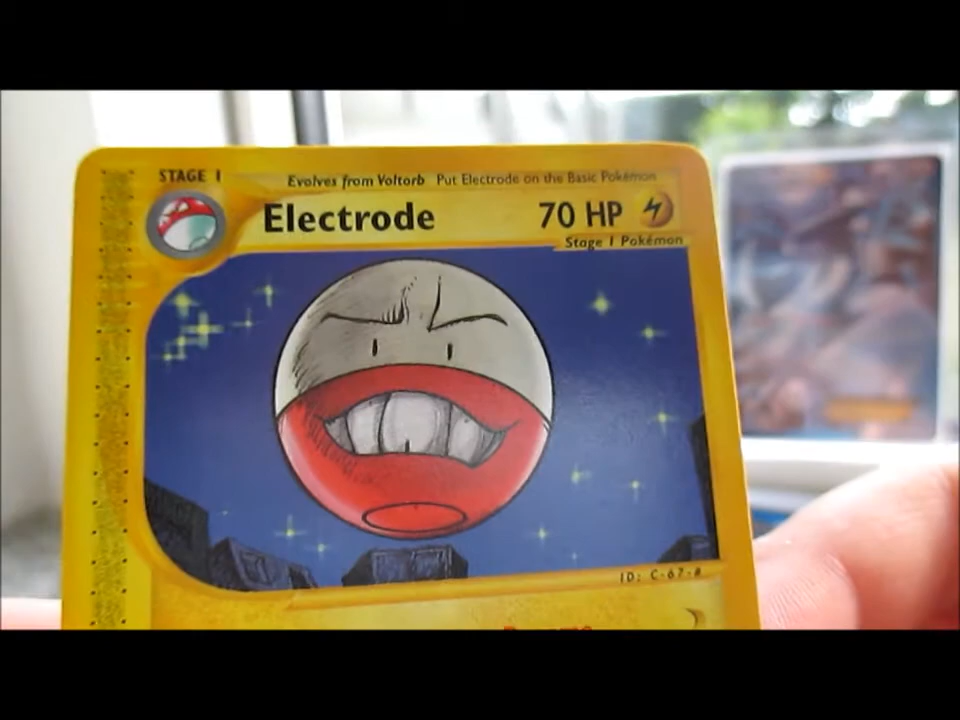 STAGE 1
Evolves from Voltorb Put Electrode on the Basic Pokémon
Electrode 70 HP
Stage 1 Pokémon
ID: C-67-#